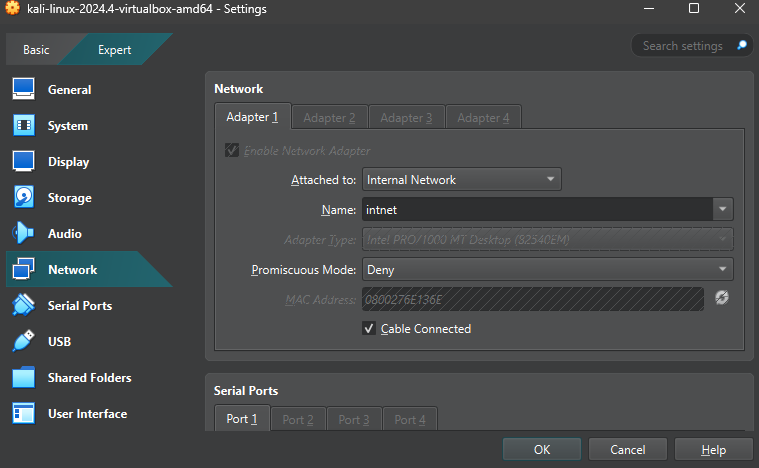 kali-linux-2024.4-virtualbox-amd64 - Settings
Basic
Expert
Search settings
General
System
Display
Storage
Audio
Network
Serial Ports
USB
Shared Folders
User Interface
Network
Adapter 1
Adapter 2
Adapter 3
Adapter 4
Enable Network Adapter
Attached to: Internal Network
Name: intnet
Adapter Type: Intel PRO/1000 MT Desktop (82540EM)
Promiscuous Mode: Deny
MAC Address: 0800276E136E
Cable Connected
Serial Ports
Port 1
Port 2
Port 3
Port 4
OK
Cancel
Help